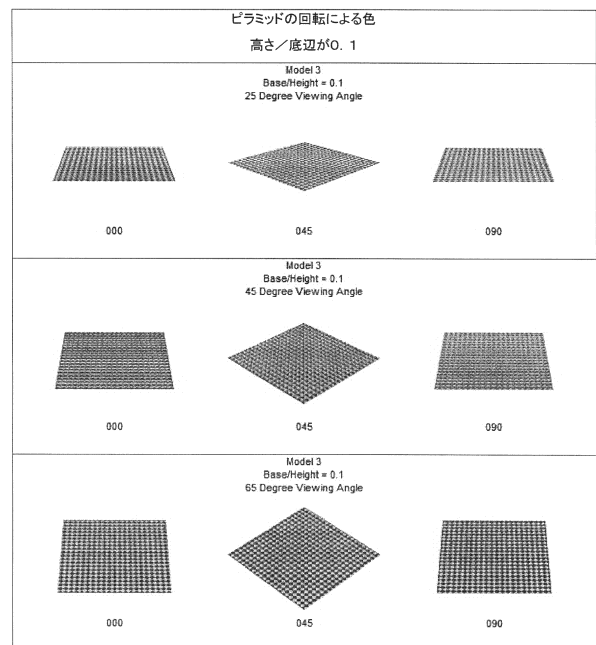 ピラミッドの回転による色
高さ／底辺が0．1
Model 3
Base/Height = 0.1
25 Degree Viewing Angle
000 045 090
Model 3
Base/Height = 0.1
45 Degree Viewing Angle
000 045 090
Model 3
Base/Height = 0.1
65 Degree Viewing Angle
000 045 090